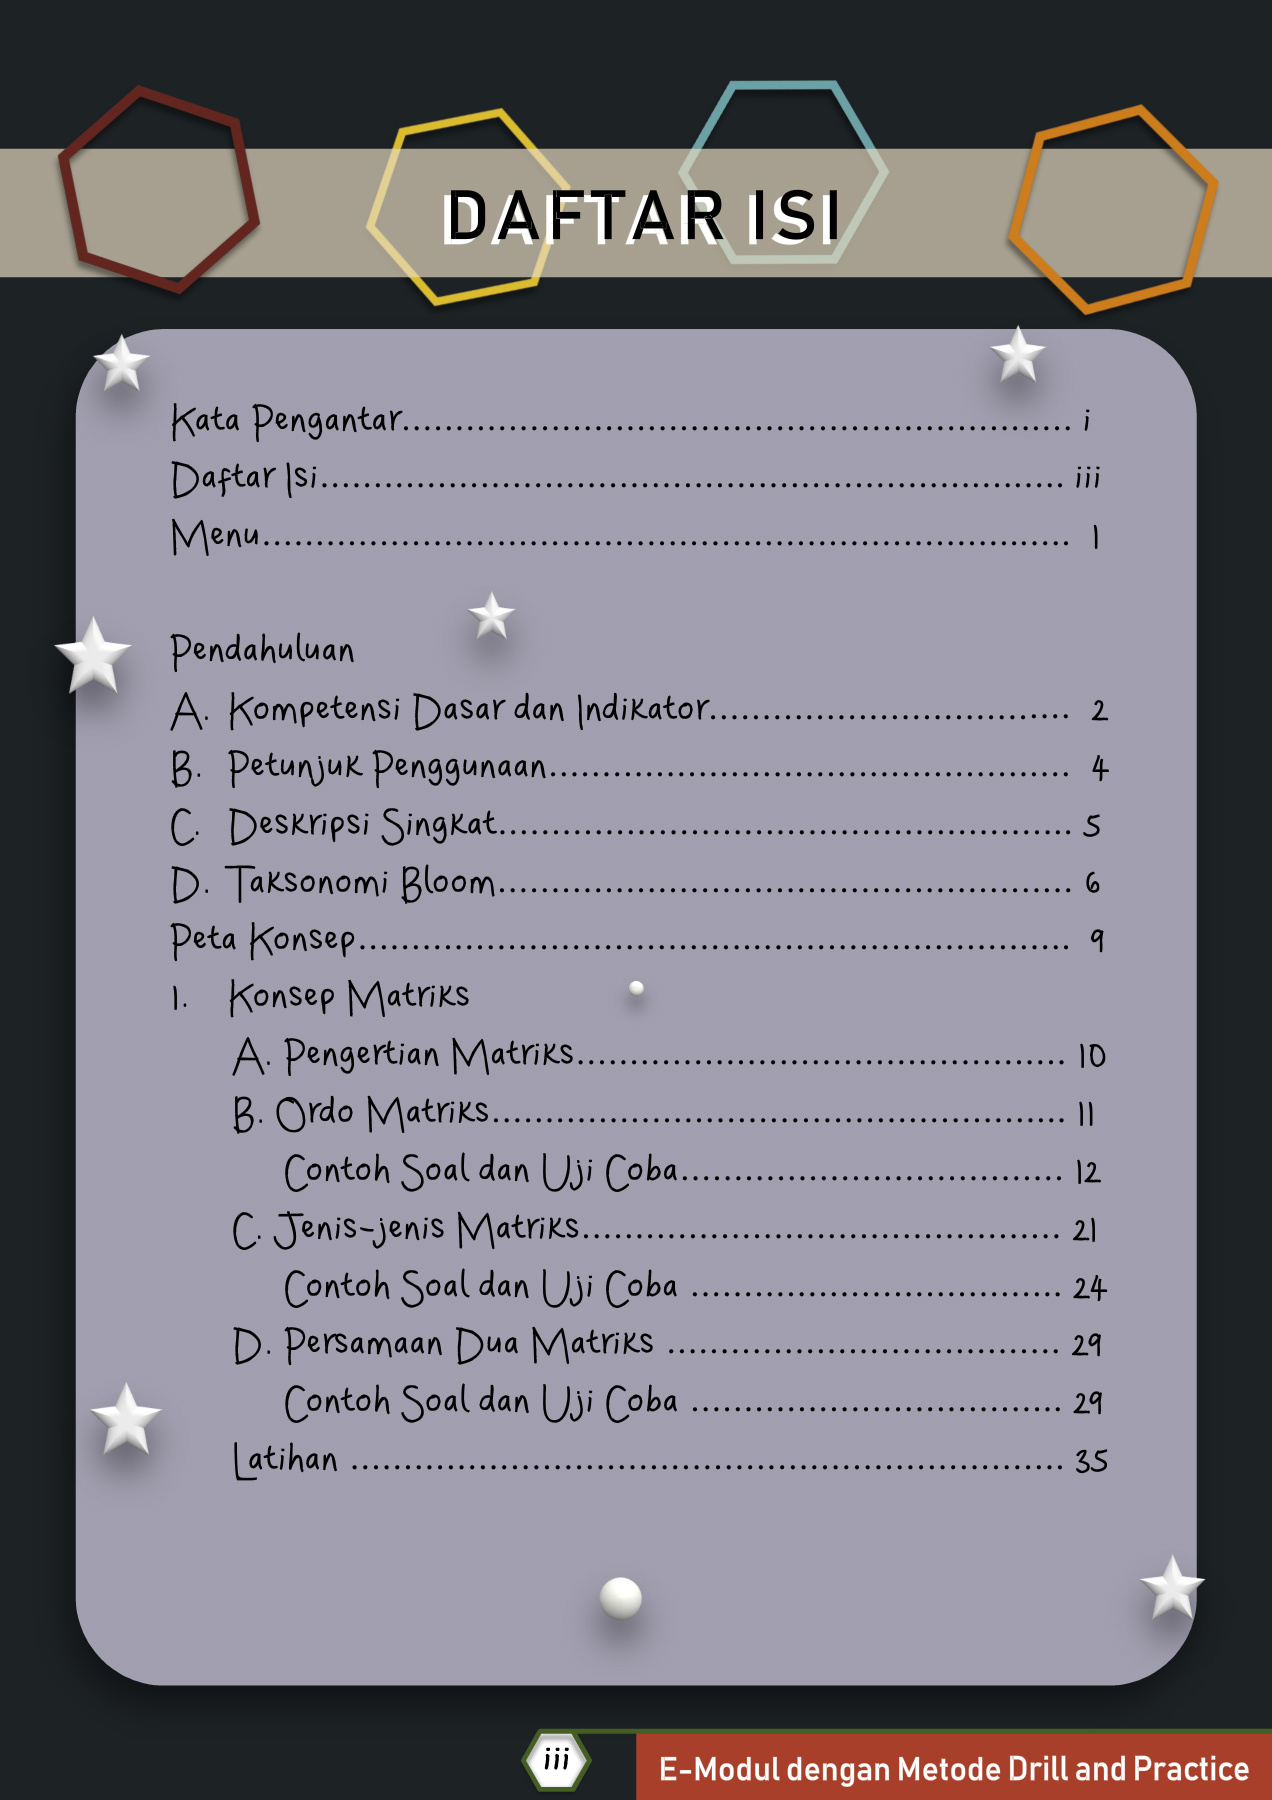 DAFTAR ISI
Kata Pengantar.................................................. i
Daftar Isi........................................................ iii
Menu............................................................. 1
Pendahuluan
A. Kompetensi Dasar dan Indikator.............................. 2
B. Petunjuk Penggunaan....................................... 4
C. Deskripsi Singkat............................................ 5
D. Taksonomi Bloom............................................ 6
Peta Konsep...................................................... 9
1. Konsep Matriks
A. Pengertian Matriks..................................... 10
B. Ordo Matriks........................................... 11
Contoh Soal dan Uji Coba............................. 12
C. Jenis-jenis Matriks.................................... 21
Contoh Soal dan Uji Coba ............................ 24
D. Persamaan Dua Matriks .............................. 29
Contoh Soal dan Uji Coba ............................ 29
Latihan ..................................................... 35
iii
E-Modul dengan Metode Drill and Practice